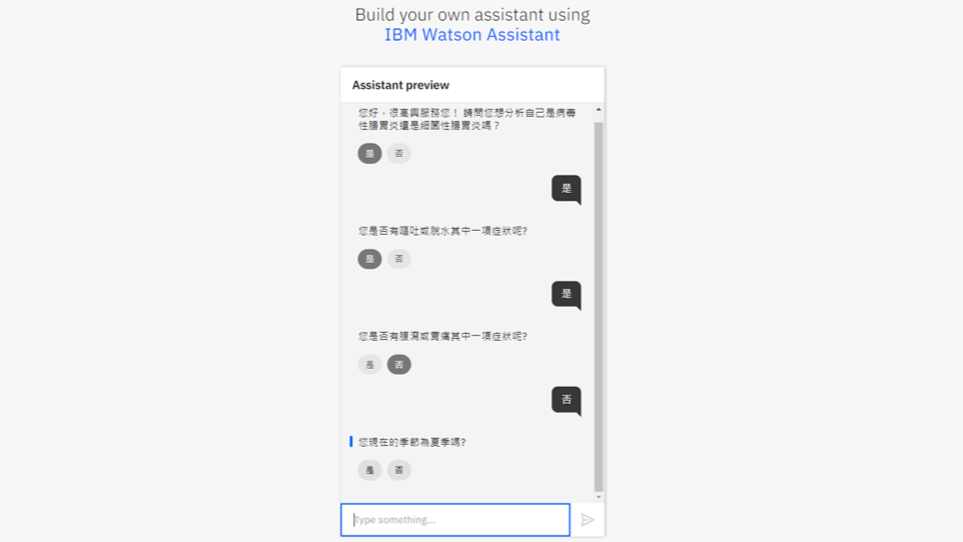 Build your own assistant using
IBM Watson Assistant
Assistant preview
您好，很高興服務您！ 請問您想分析自己是病毒
性腸胃炎還是細菌性腸胃炎嗎？
是 否
是
您是否有嘔吐或脫水其中一項症狀呢?
是 否
是
您是否有腹瀉或胃痛其中一項症狀呢?
是 否
否
您現在的季節為夏季嗎?
是 否
Type something...